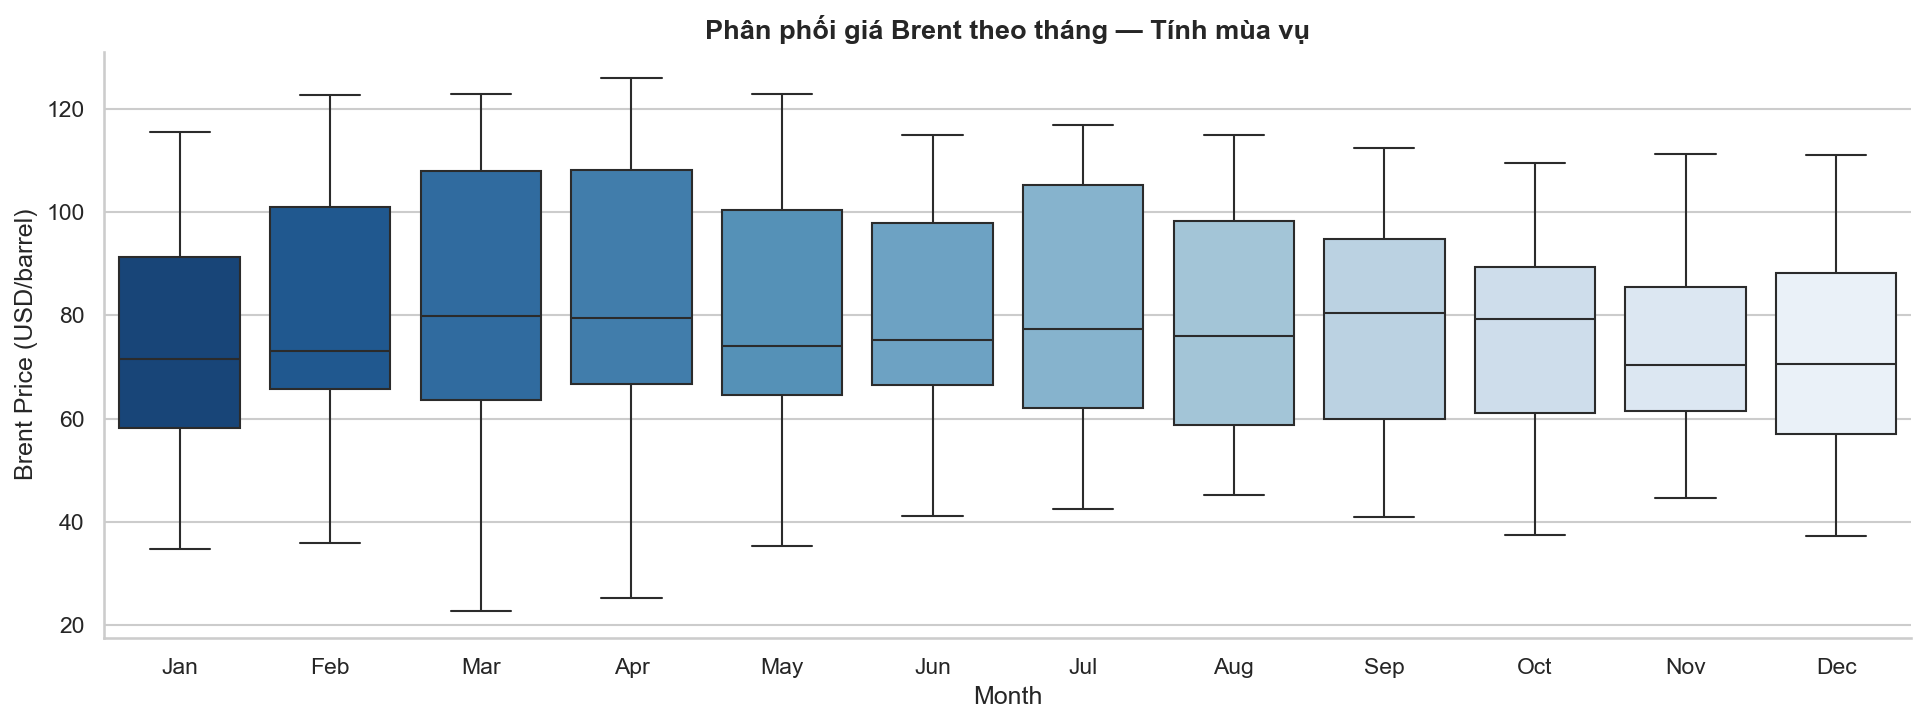 Phân phối giá Brent theo tháng — Tính mùa vụ
Brent Price (USD/barrel)
120
100
80
60
40
20
Jan Feb Mar Apr May Jun Jul Aug Sep Oct Nov Dec
Month